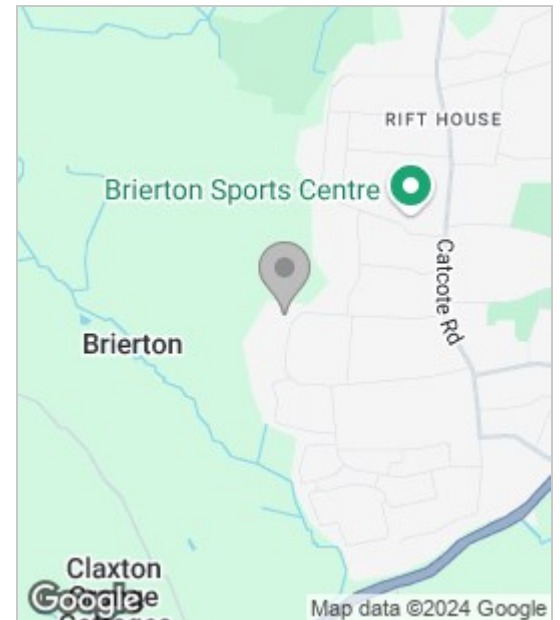 RIFT HOUSE
Brierton Sports Centre
Catcote Rd
Brierton
Claxton
Google
Map data ©2024 Google